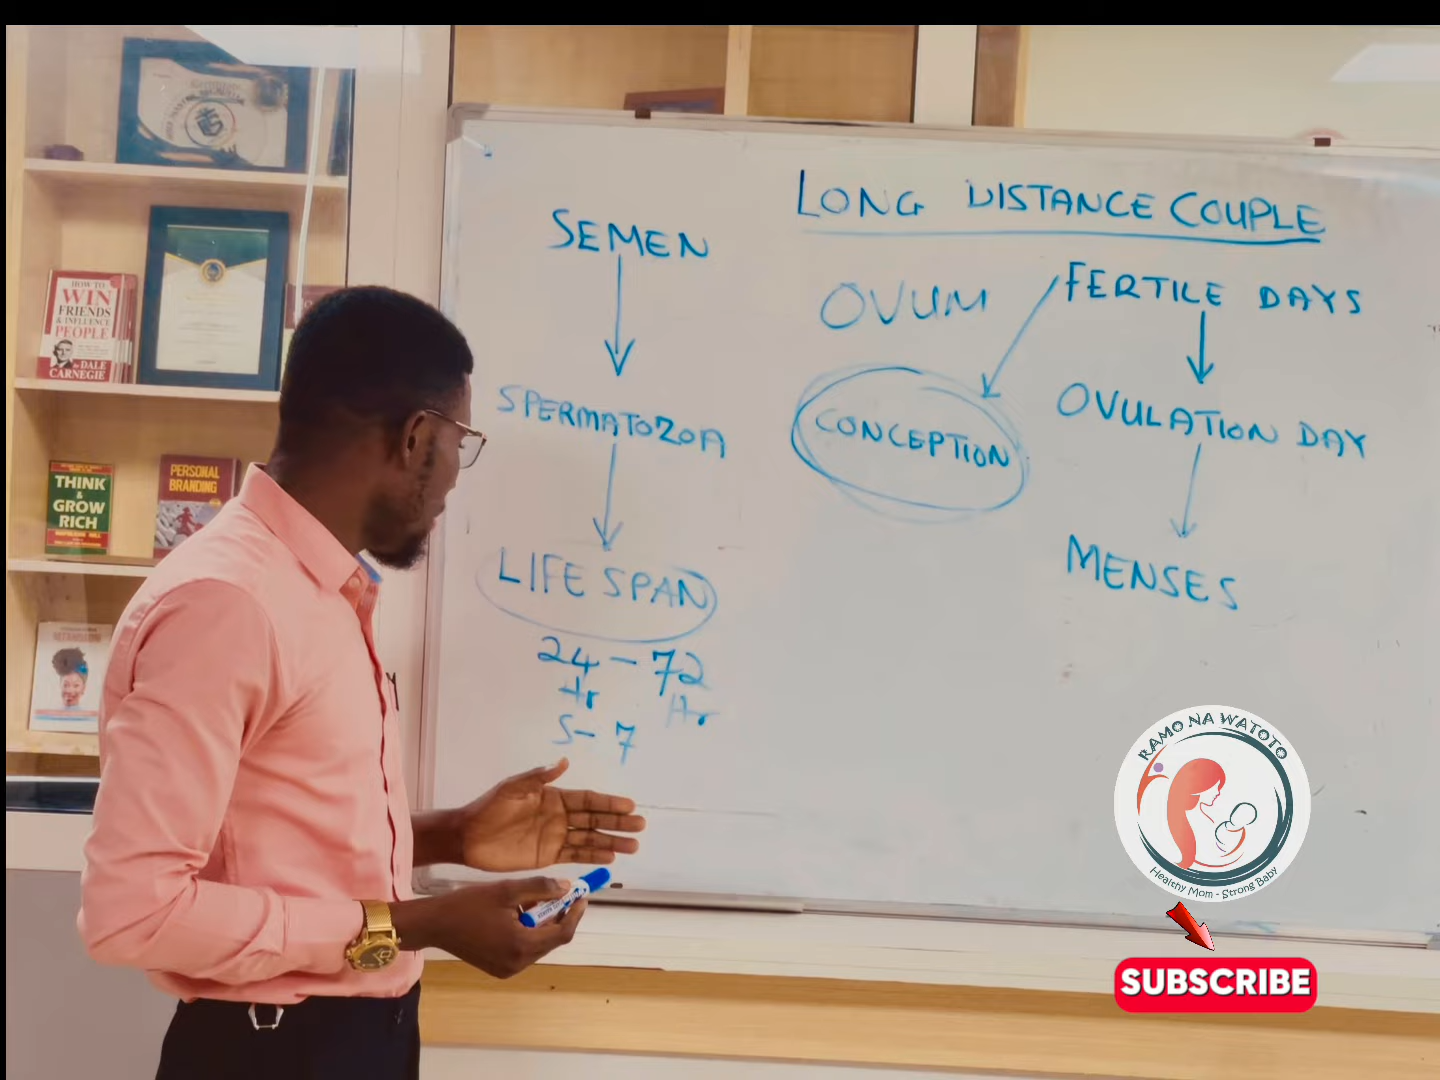 LONG DISTANCE COUPLE
SEMEN
SPERMATOZOA
LIFE SPAN
24 - 72
Hr Hr
5- 7
OVUM
FERTILE DAYS
CONCEPTION
OVULATION DAY
MENSES
HOW TO
WIN
FRIENDS
& INFLUENCE
PEOPLE
DALE
CARNEGIE
THINK
&
GROW
RICH
PERSONAL
BRANDING
RAMO NA WATOTO
Healthy Mom - Strong Baby
SUBSCRIBE